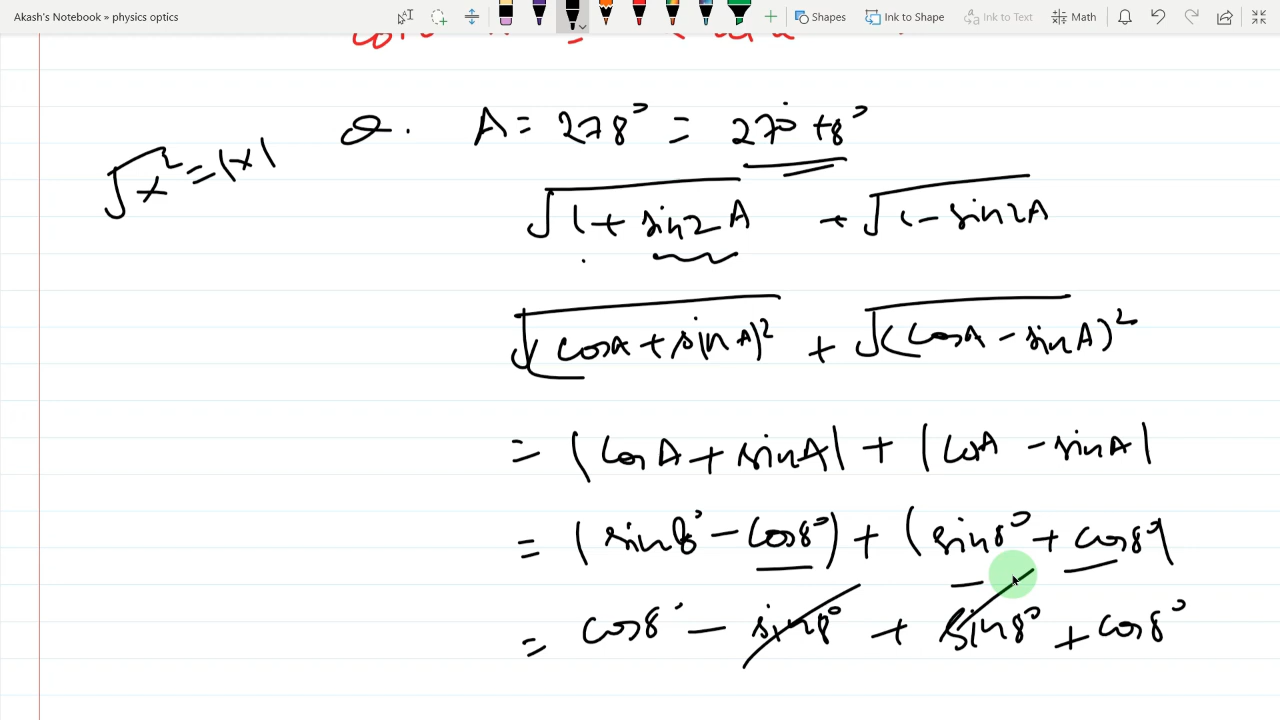 Akash's Notebook » physics optics
Shapes Ink to Shape Ink to Text Math
Q. A = 278° = 270° + 8°
√x² = |x|
√1 + sin2A + √1 - sin2A
√(cosA + sinA)² + √(cosA - sinA)²
= |cosA + sinA| + |cosA - sinA|
= |sin8° - cos8°| + |sin8° + cos8°|
= cos8° - sin8° + sin8° + cos8°